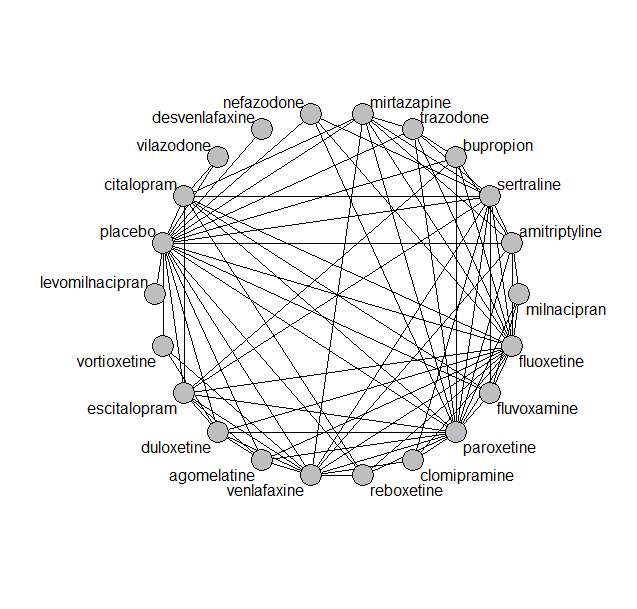 nefazodone
mirtazapine
desvenlafaxine
trazodone
vilazodone
bupropion
citalopram
sertraline
placebo
amitriptyline
levomilnacipran
milnacipran
vortioxetine
fluoxetine
escitalopram
fluvoxamine
duloxetine
paroxetine
agomelatine
clomipramine
venlafaxine
reboxetine